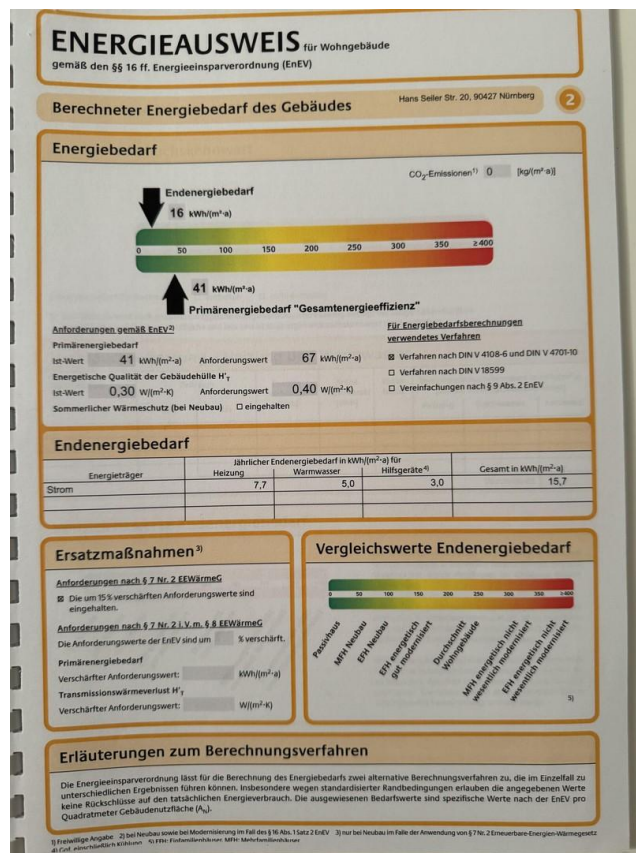 ENERGIEAUSWEIS für Wohngebäude
gemäß den §§ 16 ff. Energieeinsparverordnung (EnEV)
Berechneter Energiebedarf des Gebäudes Hans Seiler Str. 20, 90427 Nürnberg 2
Energiebedarf
CO2-Emissionen1) 0 [kg/(m²·a)]
Endenergiebedarf
16 kWh/(m²·a)
0 50 100 150 200 250 300 350 ≥400
41 kWh/(m²·a)
Primärenergiebedarf "Gesamtenergieeffizienz"
Anforderungen gemäß EnEV2)
Primärenergiebedarf
Ist-Wert 41 kWh/(m²·a) Anforderungswert 67 kWh/(m²·a)
Energetische Qualität der Gebäudehülle H'T
Ist-Wert 0,30 W/(m²·K) Anforderungswert 0,40 W/(m²·K)
Sommerlicher Wärmeschutz (bei Neubau) ☐ eingehalten
Für Energiebedarfsberechnungen
verwendetes Verfahren
☒ Verfahren nach DIN V 4108-6 und DIN V 4701-10
☐ Verfahren nach DIN V 18599
☐ Vereinfachungen nach § 9 Abs. 2 EnEV
Endenergiebedarf
Jährlicher Endenergiebedarf in kWh/(m²·a) für
Energieträger Heizung Warmwasser Hilfsgeräte4) Gesamt in kWh/(m²·a)
Strom 7,7 5,0 3,0 15,7
Ersatzmaßnahmen3)
Anforderungen nach § 7 Nr. 2 EEWärmeG
☒ Die um 15% verschärften Anforderungswerte sind
eingehalten.
Anforderungen nach § 7 Nr. 2 i.V.m. § 8 EEWärmeG
Die Anforderungswerte der EnEV sind um % verschärft.
Primärenergiebedarf
Verschärfter Anforderungswert: kWh/(m²·a)
Transmissionswärmeverlust H'T
Verschärfter Anforderungswert: W/(m²·K)
Vergleichswerte Endenergiebedarf
0 50 100 150 200 250 300 350 ≥400
Passivhaus
MFH Neubau
EFH Neubau
EFH energetisch
gut modernisiert
Durchschnitt
Wohngebäude
MFH energetisch nicht
wesentlich modernisiert
EFH energetisch nicht
wesentlich modernisiert
5)
Erläuterungen zum Berechnungsverfahren
Die Energieeinsparverordnung lässt für die Berechnung des Energiebedarfs zwei alternative Berechnungsverfahren zu, die im Einzelfall zu
unterschiedlichen Ergebnissen führen können. Insbesondere wegen standardisierter Randbedingungen erlauben die angegebenen Werte
keine Rückschlüsse auf den tatsächlichen Energieverbrauch. Die ausgewiesenen Bedarfswerte sind spezifische Werte nach der EnEV pro
Quadratmeter Gebäudenutzfläche (AN).
1) Freiwillige Angabe 2) bei Neubau sowie bei Modernisierung im Fall des § 16 Abs. 1 Satz 2 EnEV 3) nur bei Neubau im Falle der Anwendung von § 7 Nr. 2 Erneuerbare-Energien-Wärmegesetz
4) Ggf. einschließlich Kühlung 5) EFH: Einfamilienhäuser, MFH: Mehrfamilienhäuser